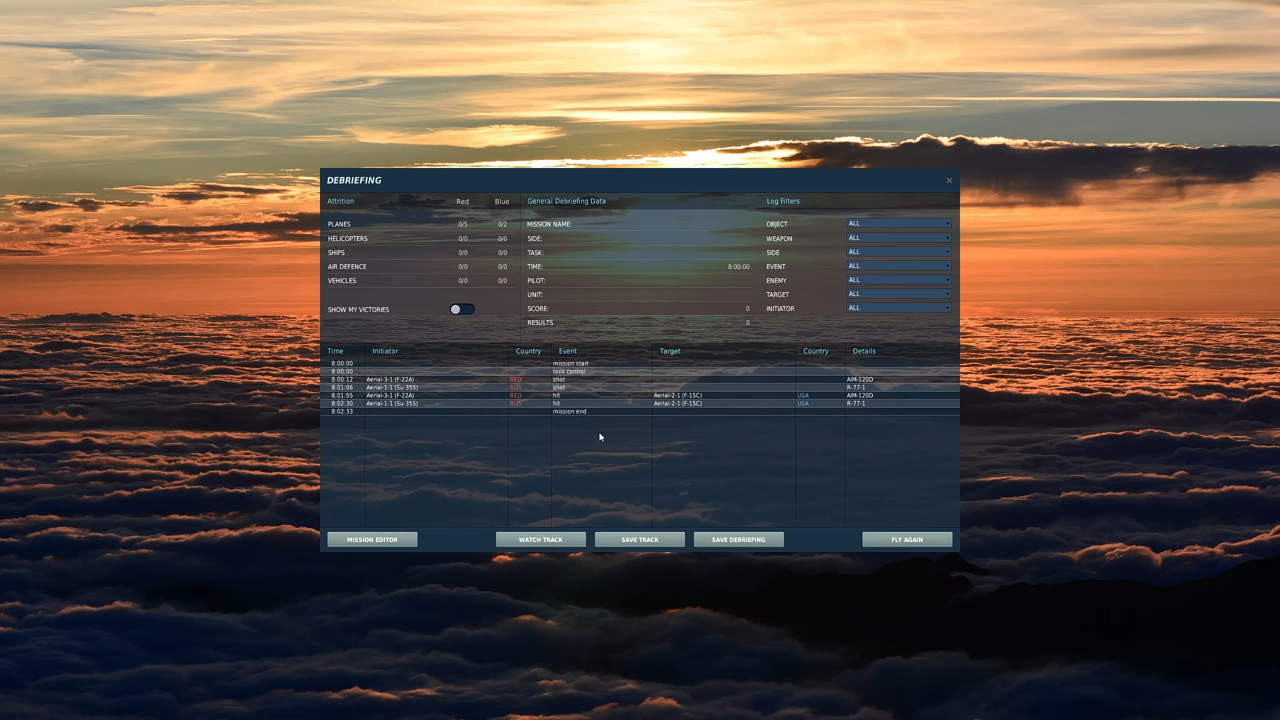 DEBRIEFING
Attrition Red Blue General Debriefing Data Log Filters
PLANES 0/5 0/2 MISSION NAME: OBJECT ALL
HELICOPTERS 0/0 0/0 SIDE: WEAPON ALL
SHIPS 0/0 0/0 TASK: SIDE ALL
AIR DEFENCE 0/0 0/0 TIME: 8:00:00 EVENT ALL
VEHICLES 0/0 0/0 PILOT: ENEMY ALL
UNIT: TARGET ALL
SHOW MY VICTORIES SCORE: 0 INITIATOR ALL
RESULTS 0
Time Initiator Country Event Target Country Details
8:00:00 mission start
8:00:00 took control
8:00:12 Aerial-3-1 (F-22A) RED shot AIM-120D
8:01:06 Aerial-1-1 (Su-35S) RUS shot R-77-1
8:01:55 Aerial-3-1 (F-22A) RED hit Aerial-2-1 (F-15C) USA AIM-120D
8:02:30 Aerial-1-1 (Su-35S) RUS hit Aerial-2-1 (F-15C) USA R-77-1
8:02:33 mission end
MISSION EDITOR WATCH TRACK SAVE TRACK SAVE DEBRIEFING FLY AGAIN